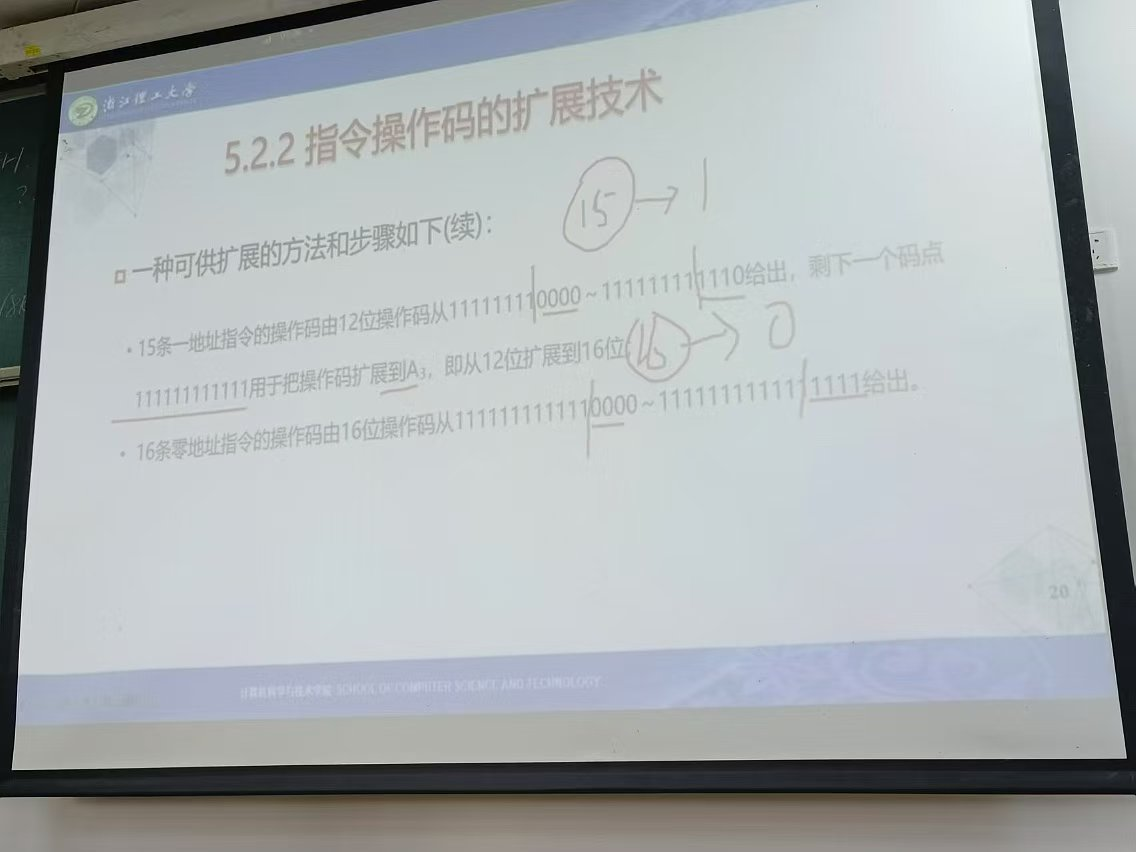 浙江理工大学
5.2.2 指令操作码的扩展技术
15→1
一种可供扩展的方法和步骤如下(续)：
• 15条一地址指令的操作码由12位操作码从111111110000～111111111110给出，剩下一个码点
111111111111用于把操作码扩展到A₃，即从12位扩展到16位
16→0
• 16条零地址指令的操作码由16位操作码从1111111111110000～1111111111111111给出。
20
计算机科学与技术学院 SCHOOL OF COMPUTER SCIENCE AND TECHNOLOGY